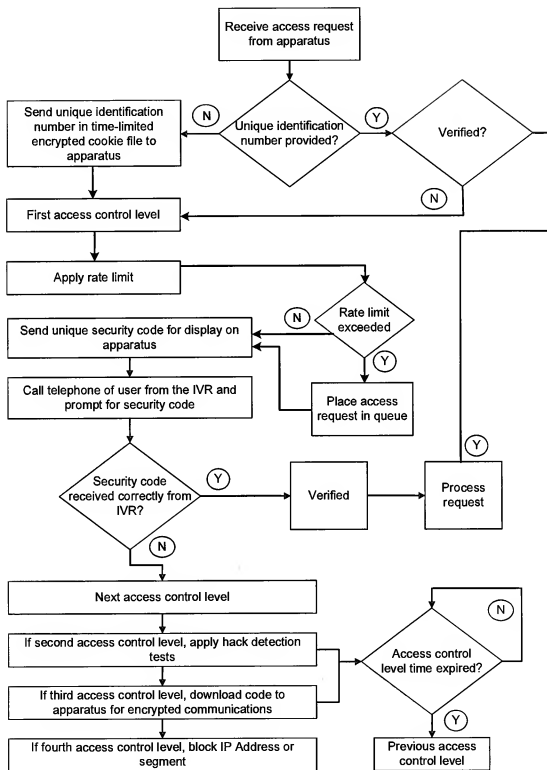 Receive access request
from apparatus
Send unique identification
number in time-limited
encrypted cookie file to
apparatus
N
Unique identification
number provided?
Y
Verified?
N
First access control level
Apply rate limit
Rate limit
exceeded
N
Y
Send unique security code for display on
apparatus
Place access
request in queue
Call telephone of user from the IVR and
prompt for security code
Security code
received correctly from
IVR?
Y
Verified
Process
request
Y
N
Next access control level
If second access control level, apply hack detection
tests
If third access control level, download code to
apparatus for encrypted communications
If fourth access control level, block IP Address or
segment
Access control
level time expired?
N
Y
Previous access
control level